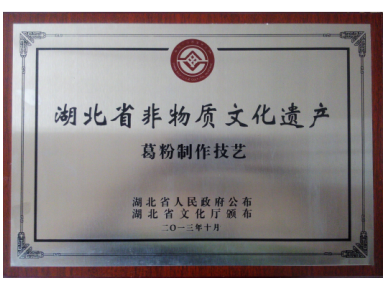 湖北省非物质文化遗产
葛粉制作技艺
湖北省人民政府公布
湖北省文化厅颁布
二〇一三年十月